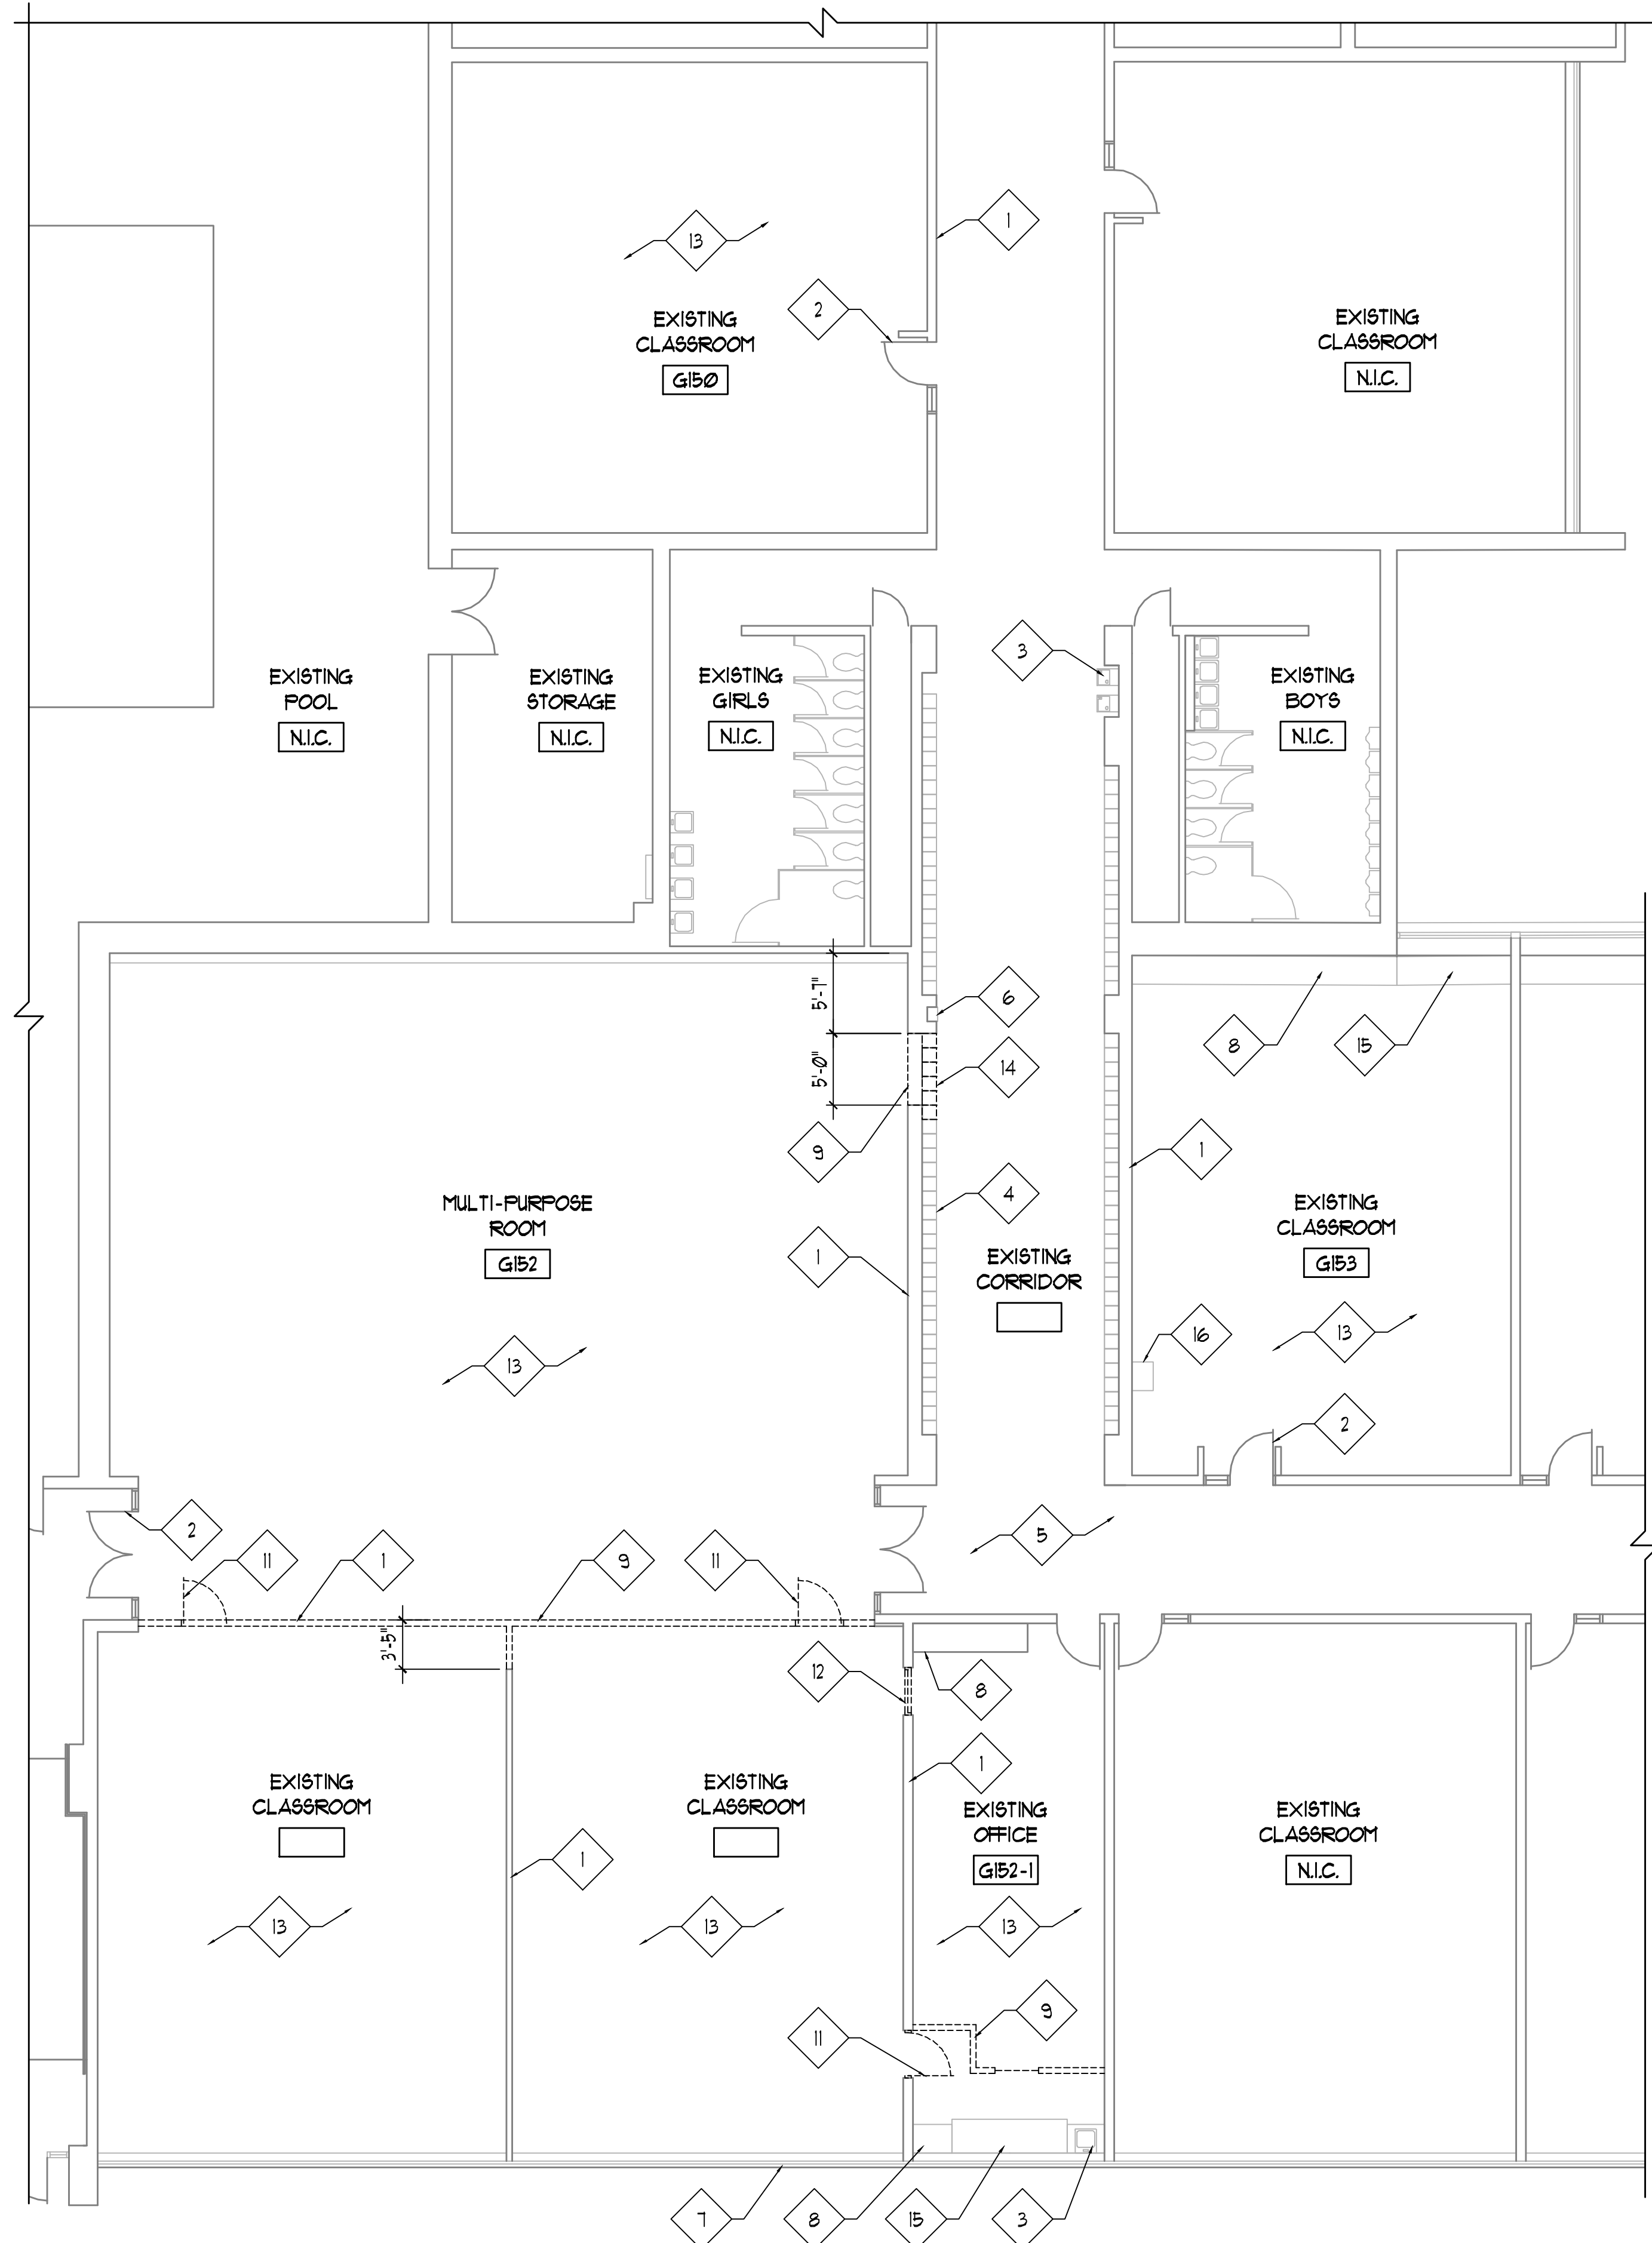 1
13
2
EXISTING
CLASSROOM
G150
EXISTING
CLASSROOM
N.I.C.
3
EXISTING
POOL
N.I.C.
EXISTING
STORAGE
N.I.C.
EXISTING
GIRLS
N.I.C.
EXISTING
BOYS
N.I.C.
5'-7"
6
5'-0"
14
8
15
9
1
4
MULTI-PURPOSE
ROOM
G152
1
EXISTING
CORRIDOR
EXISTING
CLASSROOM
G153
16
13
13
2
2
11
1
9
11
5
3'-5"
12
8
1
EXISTING
CLASSROOM
EXISTING
CLASSROOM
EXISTING
OFFICE
G152-1
EXISTING
CLASSROOM
N.I.C.
1
13
13
13
9
11
7
8
15
3